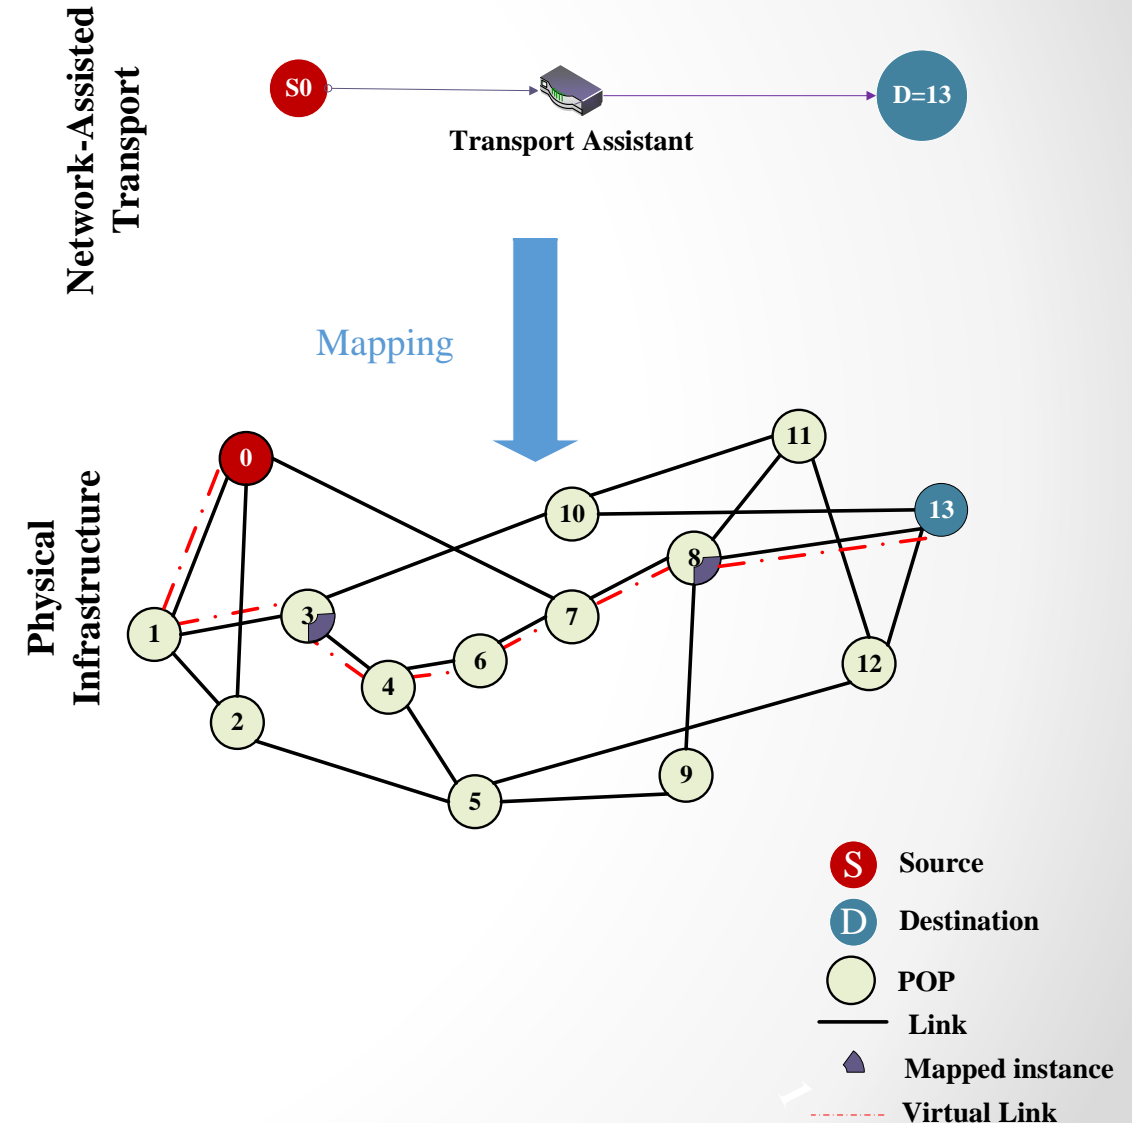 Network-Assisted
Transport
S0
D=13
Transport Assistant
Mapping
Physical
Infrastructure
0
1
2
3
4
5
6
7
8
9
10
11
12
13
S Source
D Destination
POP
Link
Mapped instance
Virtual Link